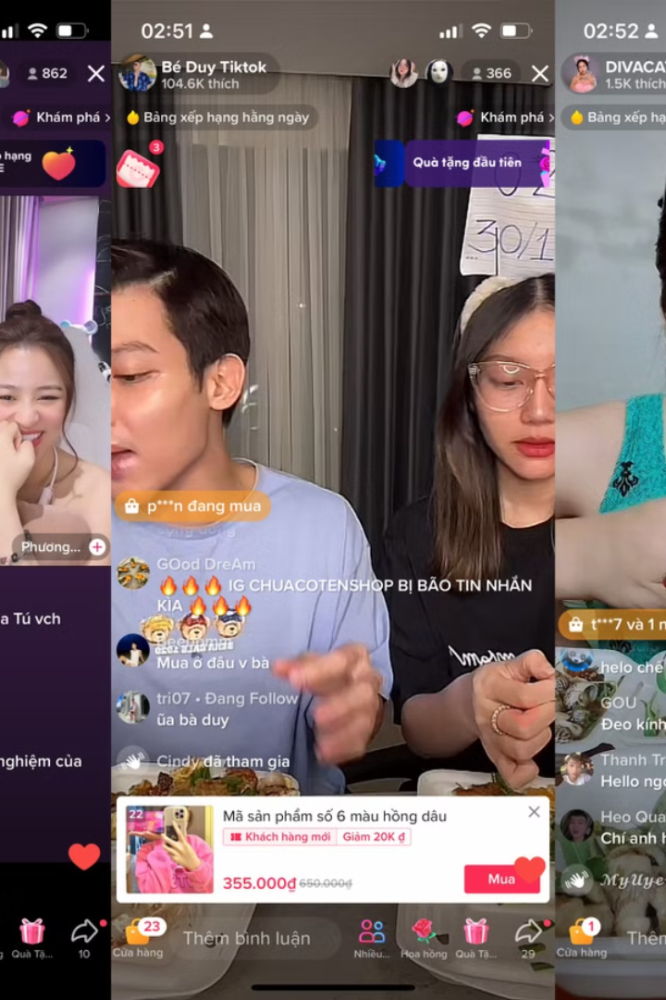 862
Khám phá >
p hạng
E
Phương...
a Tú vch
nghiệm của
Quà Tặ...
10
02:51
Bé Duy Tiktok
104.6K thích
366
Bảng xếp hạng hằng ngày
Khám phá >
3
Quà tặng đầu tiên
30/1
p***n đang mua
GOod DreAm
🔥🔥🔥 IG CHUACOTENSHOP BỊ BÃO TIN NHẮN
KÌA 🔥🔥🔥
Mua ở đâu v bà
tri07 • Đang Follow
ũa bà duy
Cindy đã tham gia
22
Mã sản phẩm số 6 màu hồng dâu
Khách hàng mới
Giảm 20K ₫
355.000₫ 650.000₫
Mua
23
Cửa hàng
Thêm bình luận
Nhiều...
Hoa hồng
Quà Tặ...
29
02:52
DIVACA
1.5K thích
Bảng xếp hạ
t***7 và 1 n
helo ché
GOU
Đeo kính
Thanh Tr
Hello ngo
Heo Qua
Chí anh h
MyUye
1
Cửa hàng
Thêm